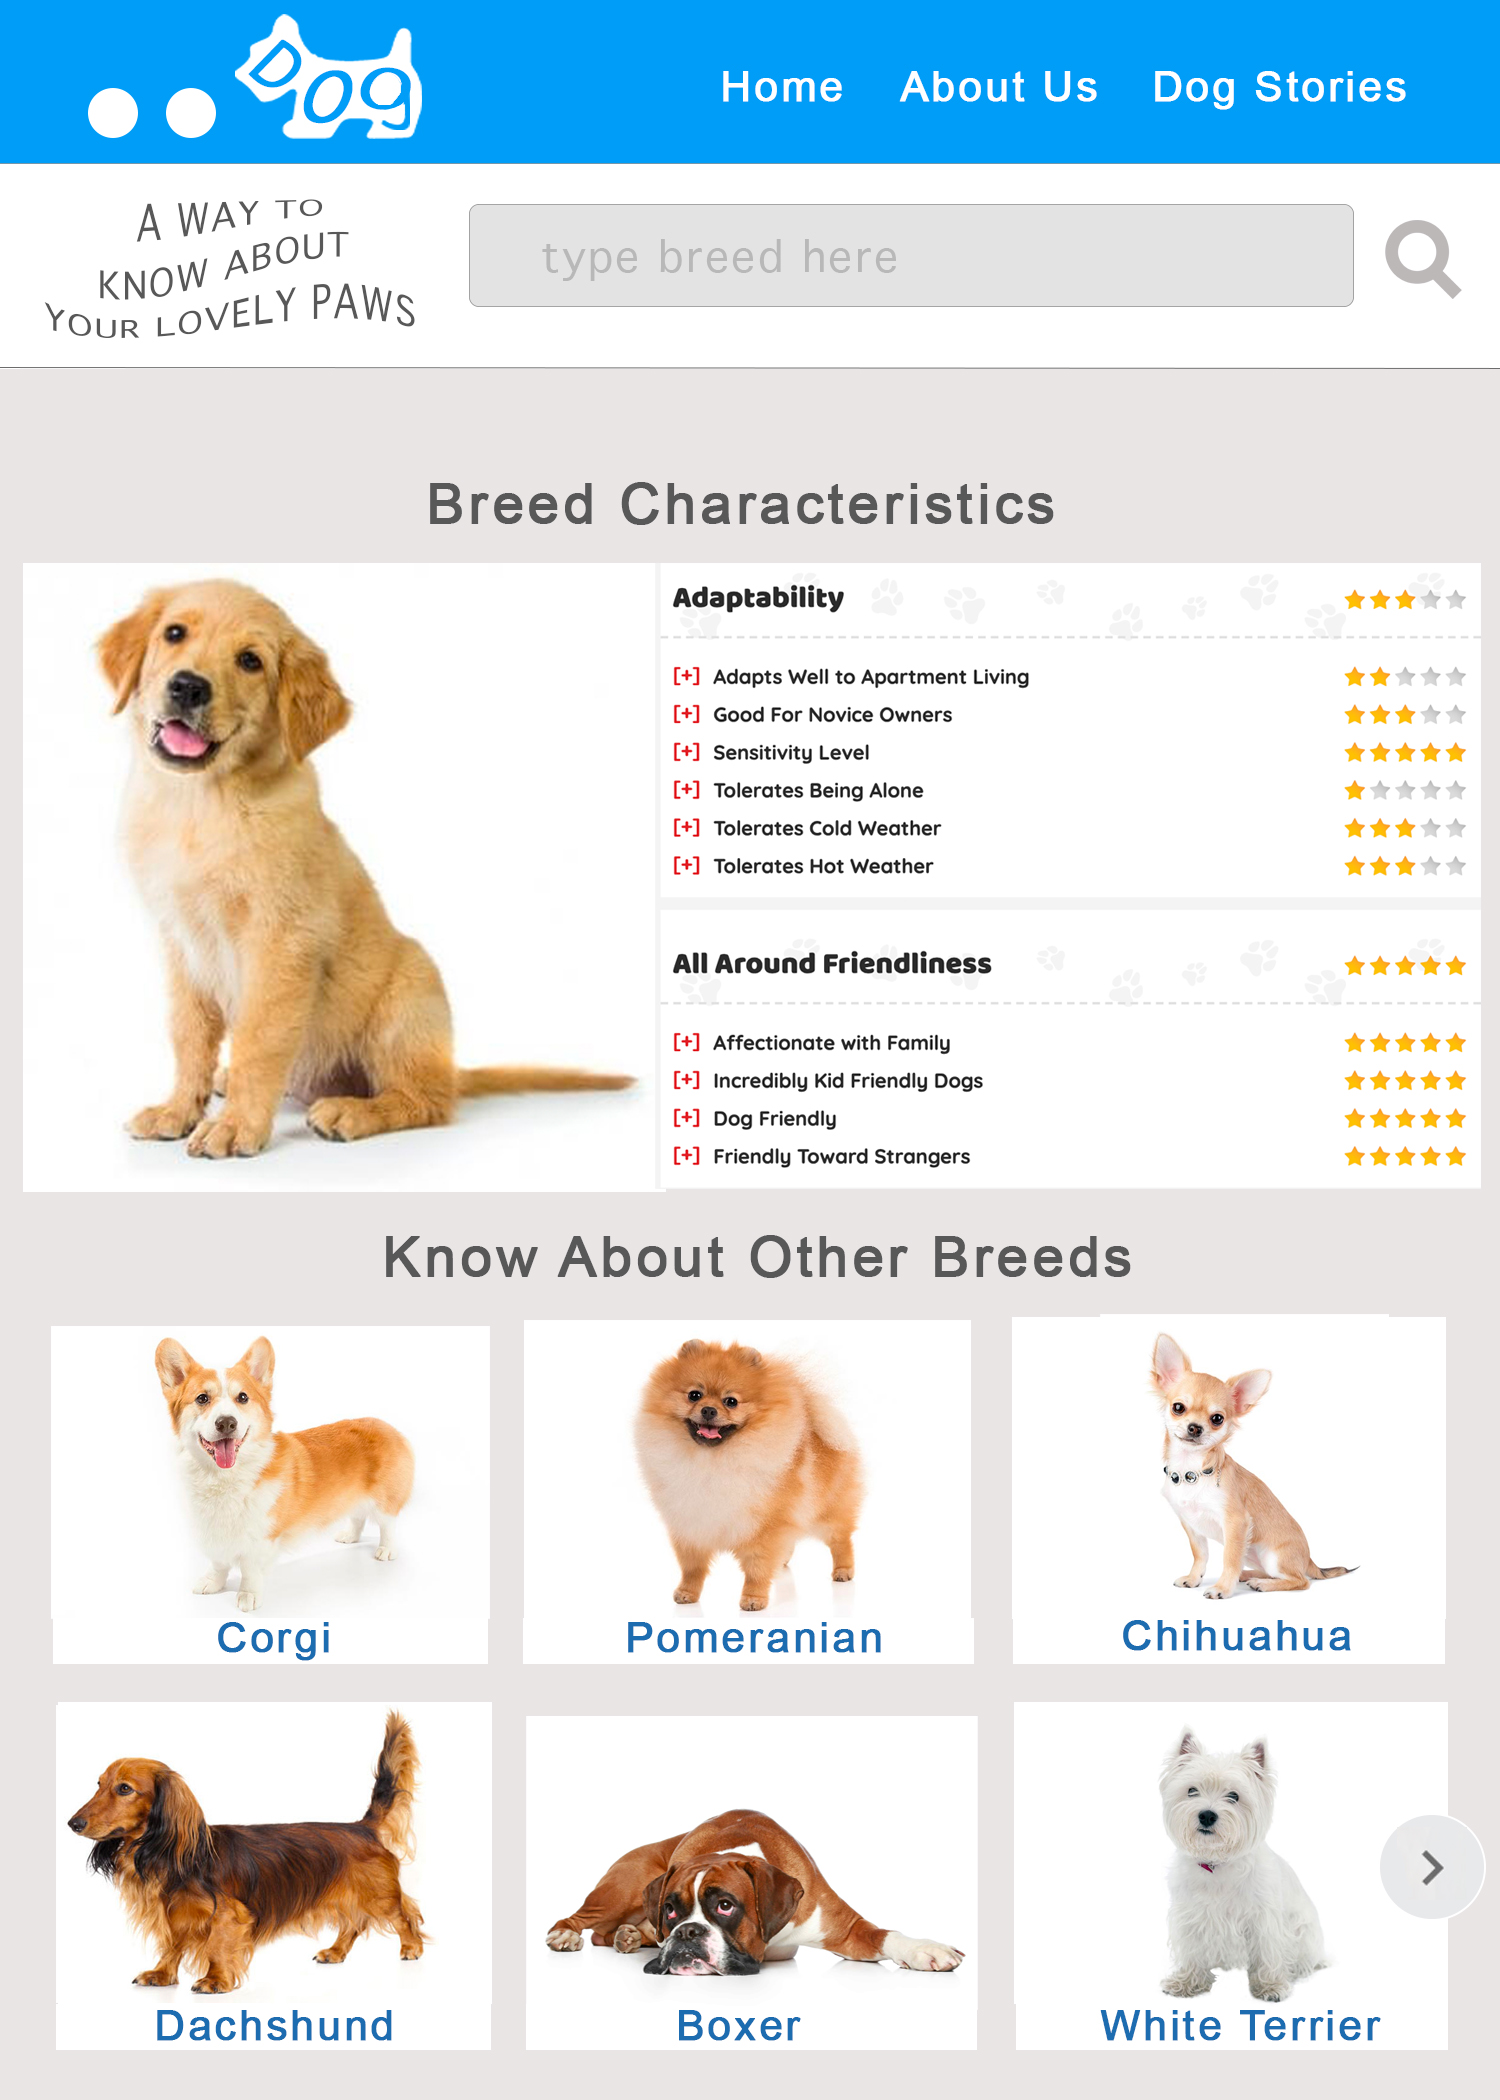 Dog
Home About Us Dog Stories
A WAY TO
KNOW ABOUT
YOUR LOVELY PAWS
type breed here
Breed Characteristics
Adaptability
[+] Adapts Well to Apartment Living
[+] Good For Novice Owners
[+] Sensitivity Level
[+] Tolerates Being Alone
[+] Tolerates Cold Weather
[+] Tolerates Hot Weather
All Around Friendliness
[+] Affectionate with Family
[+] Incredibly Kid Friendly Dogs
[+] Dog Friendly
[+] Friendly Toward Strangers
Know About Other Breeds
Corgi Pomeranian Chihuahua
Dachshund Boxer White Terrier